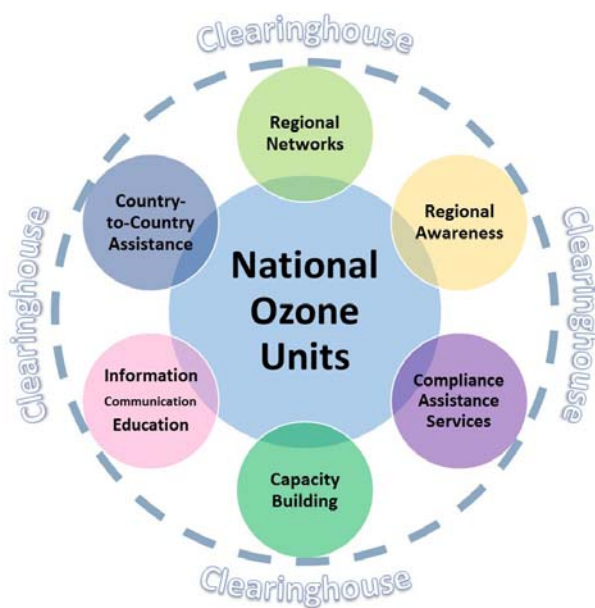 Clearinghouse
Regional
Networks
Country-
to-Country
Assistance
Regional
Awareness
Clearinghouse
National
Ozone
Units
Clearinghouse
Information
Communication
Education
Compliance
Assistance
Services
Capacity
Building
Clearinghouse